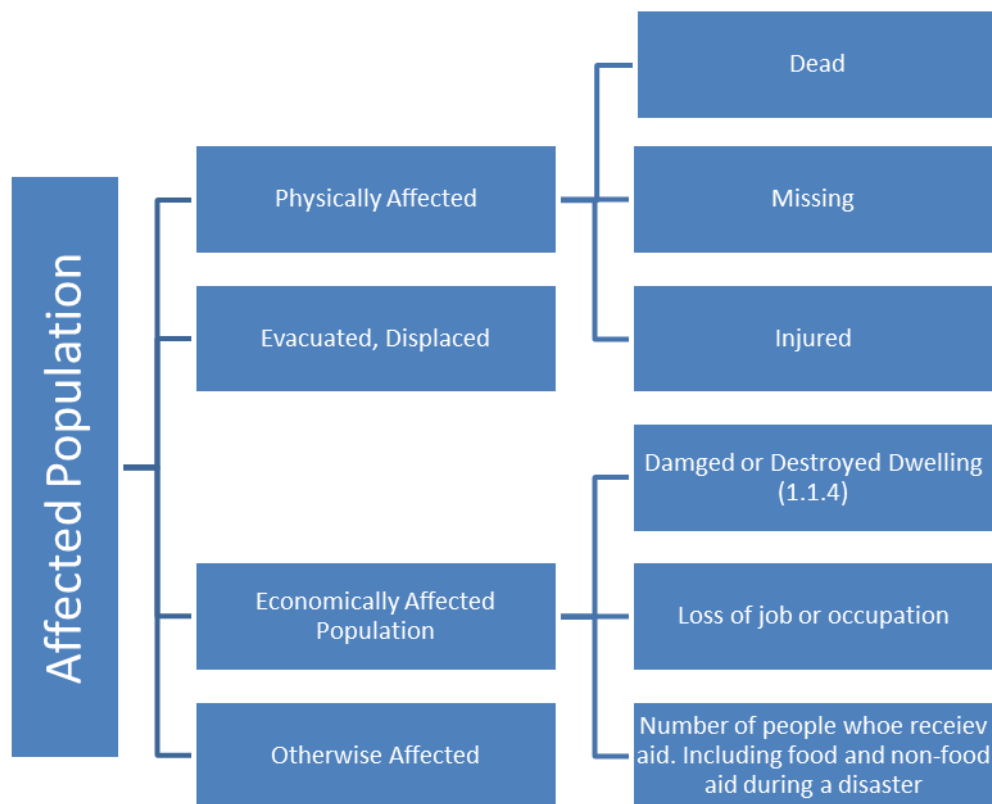 Affected Population
Physically Affected
Dead
Missing
Injured
Evacuated, Displaced
Economically Affected
Population
Damged or Destroyed Dwelling
(1.1.4)
Loss of job or occupation
Number of people whoe receiev
aid. Including food and non-food
aid during a disaster
Otherwise Affected